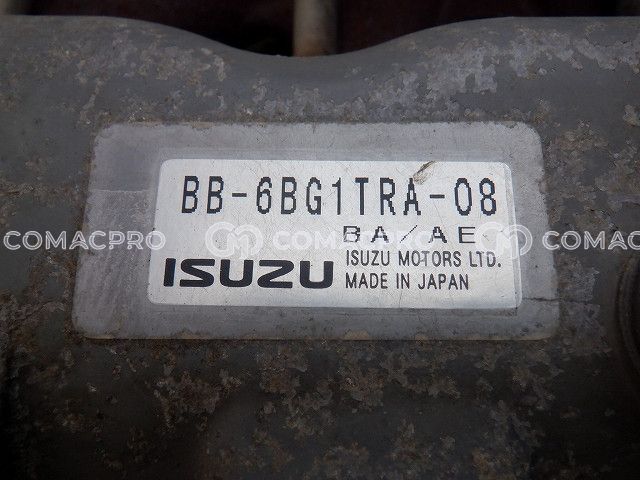 BB-6BG1TRA-08
BA/AE
ISUZU
ISUZU MOTORS LTD.
MADE IN JAPAN
COMACPRO COMACPRO COMACPRO